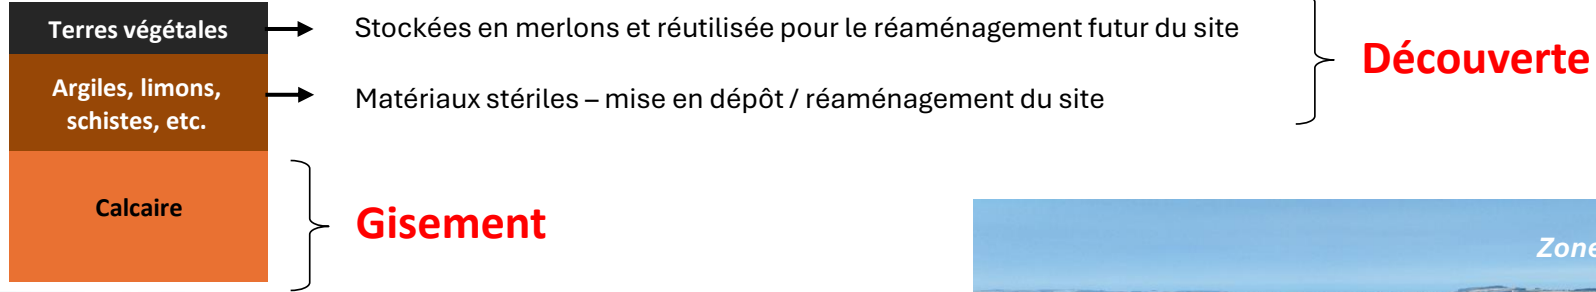 Terres végétales
Stockées en merlons et réutilisée pour le réaménagement futur du site
Découverte
Argiles, limons,
schistes, etc.
Matériaux stériles – mise en dépôt / réaménagement du site
Calcaire
Gisement
Zone